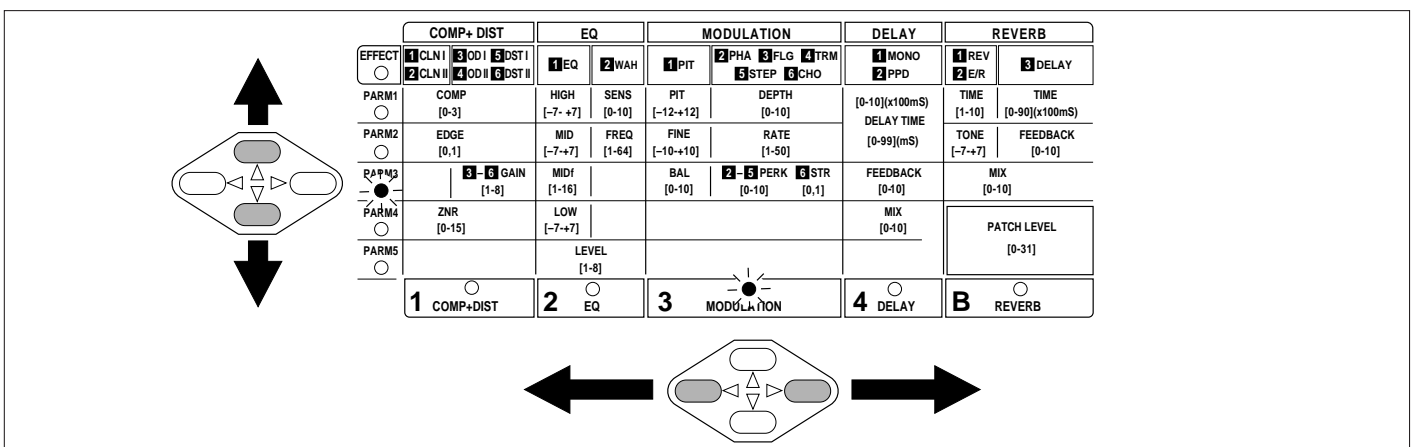 COMP+ DIST EQ MODULATION DELAY REVERB
EFFECT 1 CLN I 3 OD I 5 DST I 1 EQ 2 WAH 1 PIT 2 PHA 3 FLG 4 TRM 1 MONO 1 REV 3 DELAY
2 CLN II 4 OD II 6 DST II 5 STEP 6 CHO 2 PPD 2 E/R
PARM1 COMP HIGH SENS PIT DEPTH [0-10](x100mS) TIME TIME
[0-3] [–7- +7] [0-10] [–12-+12] [0-10] DELAY TIME [1-10] [0-90](x100mS)
PARM2 EDGE MID FREQ FINE RATE [0-99](mS) TONE FEEDBACK
[0,1] [–7-+7] [1-64] [–10-+10] [1-50] [–7-+7] [0-10]
PARM3 3 – 6 GAIN MIDf BAL 2 – 5 PERK 6 STR FEEDBACK MIX
[1-8] [1-16] [0-10] [0-10] [0,1] [0-10] [0-10]
PARM4 ZNR LOW MIX PATCH LEVEL
[0-15] [–7-+7] [0-10] [0-31]
PARM5 LEVEL
[1-8]
1 COMP+DIST 2 EQ 3 MODULATION 4 DELAY B REVERB